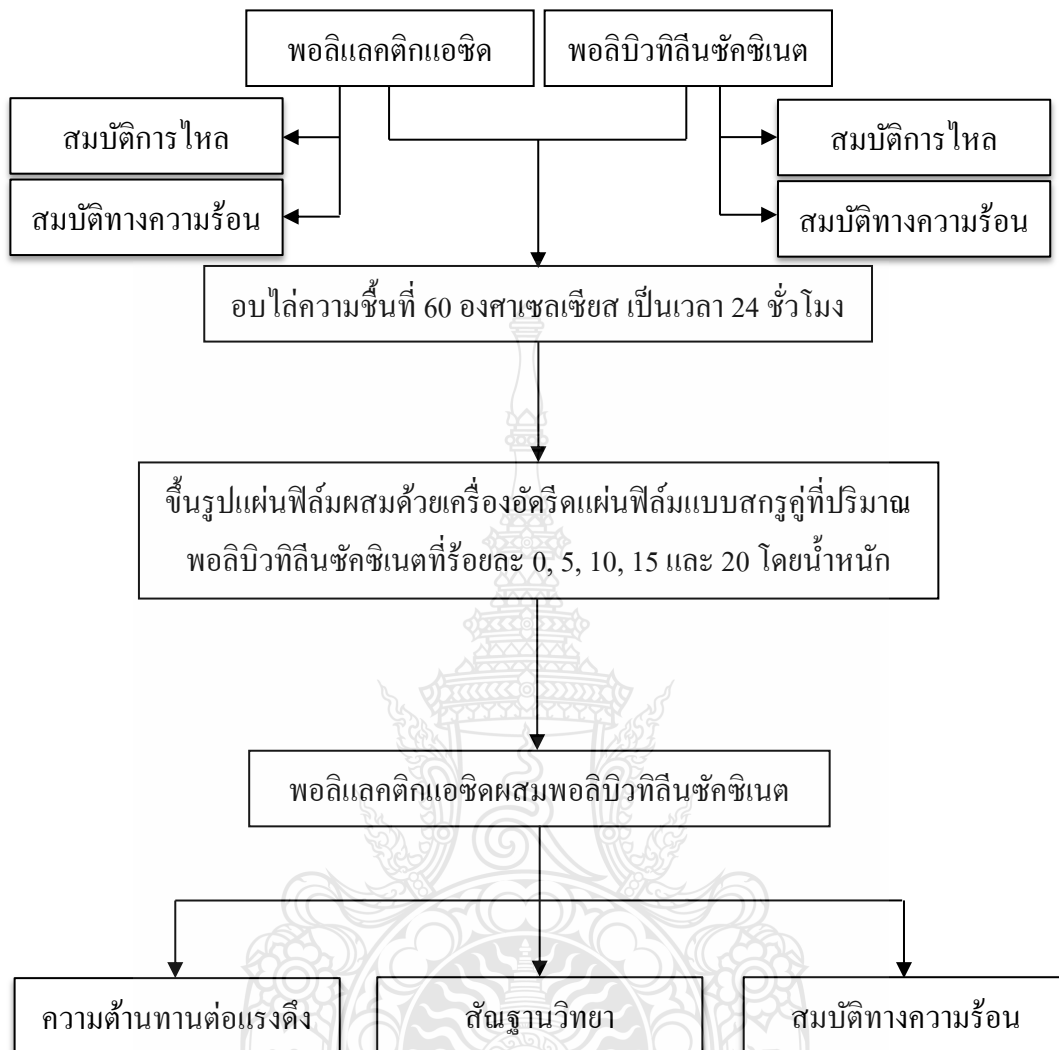 พอลิแลคติกแอซิด
พอลิบิวทิลีนซัคซิเนต
สมบัติการไหล
สมบัติการไหล
สมบัติทางความร้อน
สมบัติทางความร้อน
อบไล่ความชื้นที่ 60 องศาเซลเซียส เป็นเวลา 24 ชั่วโมง
ขึ้นรูปแผ่นฟิล์มผสมด้วยเครื่องอัดรีดแผ่นฟิล์มแบบสกรูคู่ที่ปริมาณ
พอลิบิวทิลีนซัคซิเนตที่ร้อยละ 0, 5, 10, 15 และ 20 โดยน้ำหนัก
พอลิแลคติกแอซิดผสมพอลิบิวทิลีนซัคซิเนต
ความต้านทานต่อแรงดึง
สัณฐานวิทยา
สมบัติทางความร้อน